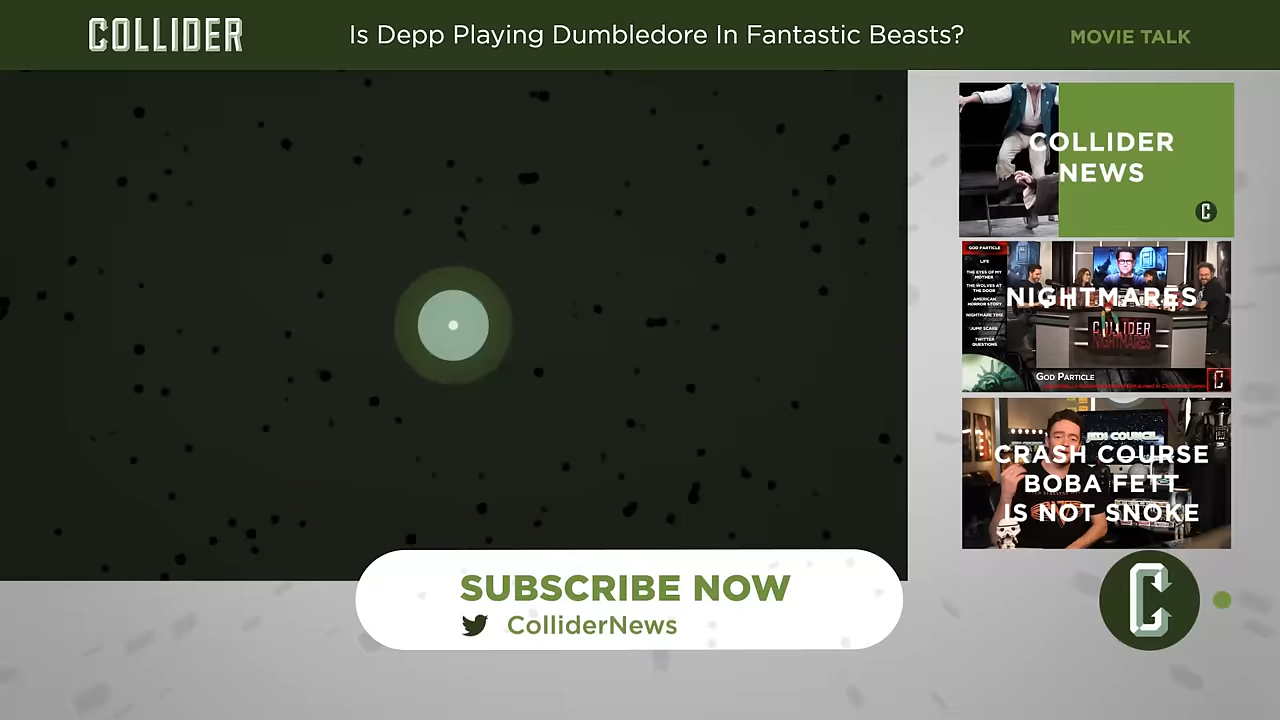 COLLIDER
Is Depp Playing Dumbledore In Fantastic Beasts?
MOVIE TALK
COLLIDER
NEWS
GOD PARTICLE
LIFE
THE EYES OF MY
MOTHER
THE WOLVES AT
THE DOOR
AMERICAN
HORROR STORY
NIGHTMARE TIME
JUMP SCARE
TWITTER
QUESTIONS
NIGHTMARES
COLLIDER
NIGHTMARES
GOD PARTICLE
JEDI COUNCIL
CRASH COURSE
BOBA FETT
IS NOT SNOKE
SUBSCRIBE NOW
ColliderNews